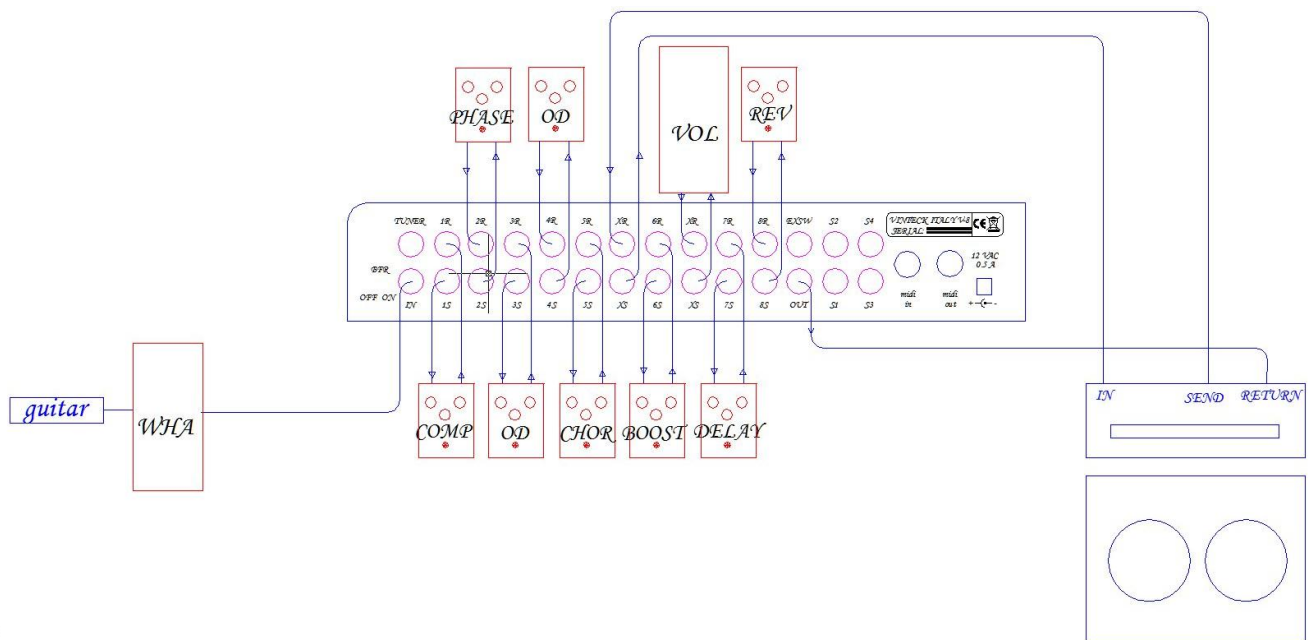 PHASE
OD
VOL
REV
TUNER 1R 2R 3R 4R 5R XR 6R XR 7R 8R EXSW S2 S4
VINTECK ITALY V-8
SERIAL:
CE
BFR
12 VAC
0.5 A
OFF ON
IN 1S 2S 3S 4S 5S XS 6S XS 7S 8S OUT S1 S3
midi in
midi out
+ -
guitar
WHA
COMP
OD
CHOR
BOOST
DELAY
IN
SEND
RETURN